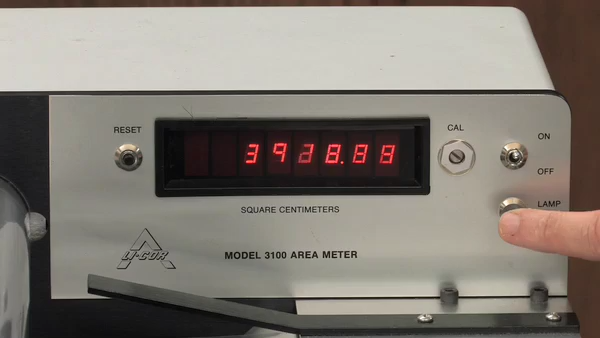 RESET
CAL
ON
OFF
LAMP
SQUARE CENTIMETERS
LI-COR
MODEL 3100 AREA METER